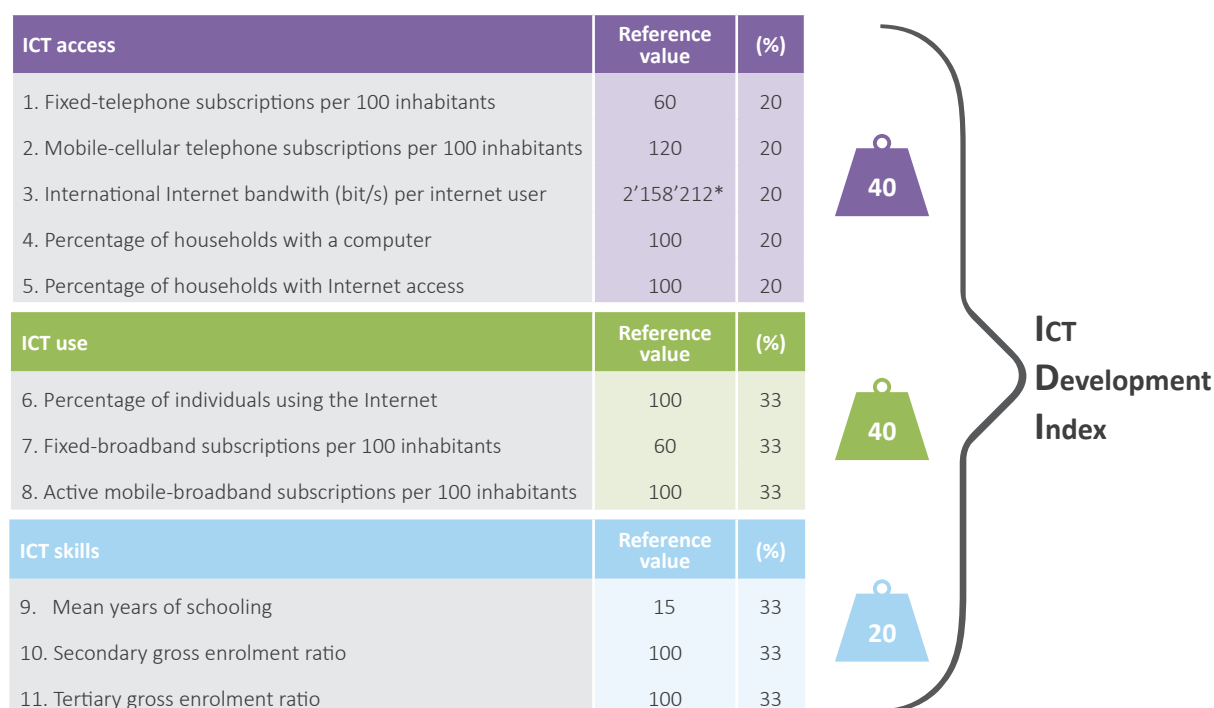 ICT access Reference value (%)
1. Fixed-telephone subscriptions per 100 inhabitants 60 20
2. Mobile-cellular telephone subscriptions per 100 inhabitants 120 20
3. International Internet bandwith (bit/s) per internet user 2’158’212* 20
4. Percentage of households with a computer 100 20
5. Percentage of households with Internet access 100 20
40
ICT use Reference value (%)
6. Percentage of individuals using the Internet 100 33
7. Fixed-broadband subscriptions per 100 inhabitants 60 33
8. Active mobile-broadband subscriptions per 100 inhabitants 100 33
40
ICT skills Reference value (%)
9. Mean years of schooling 15 33
10. Secondary gross enrolment ratio 100 33
11. Tertiary gross enrolment ratio 100 33
20
ICT
Development
Index